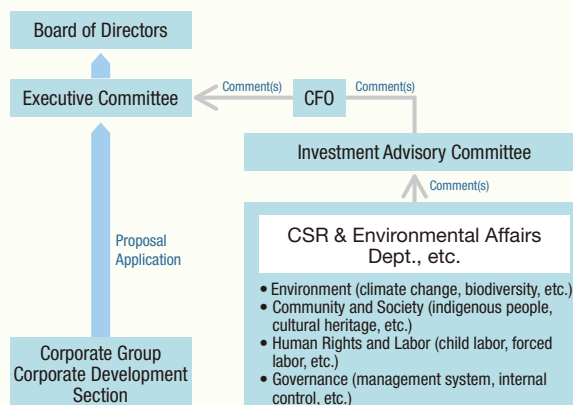 Board of Directors
Executive Committee
Comment(s)
CFO
Comment(s)
Investment Advisory Committee
Comment(s)
Proposal
Application
CSR & Environmental Affairs
Dept., etc.
• Environment (climate change, biodiversity, etc.)
• Community and Society (indigenous people,
cultural heritage, etc.)
• Human Rights and Labor (child labor, forced
labor, etc.)
• Governance (management system, internal
control, etc.)
Corporate Group
Corporate Development
Section